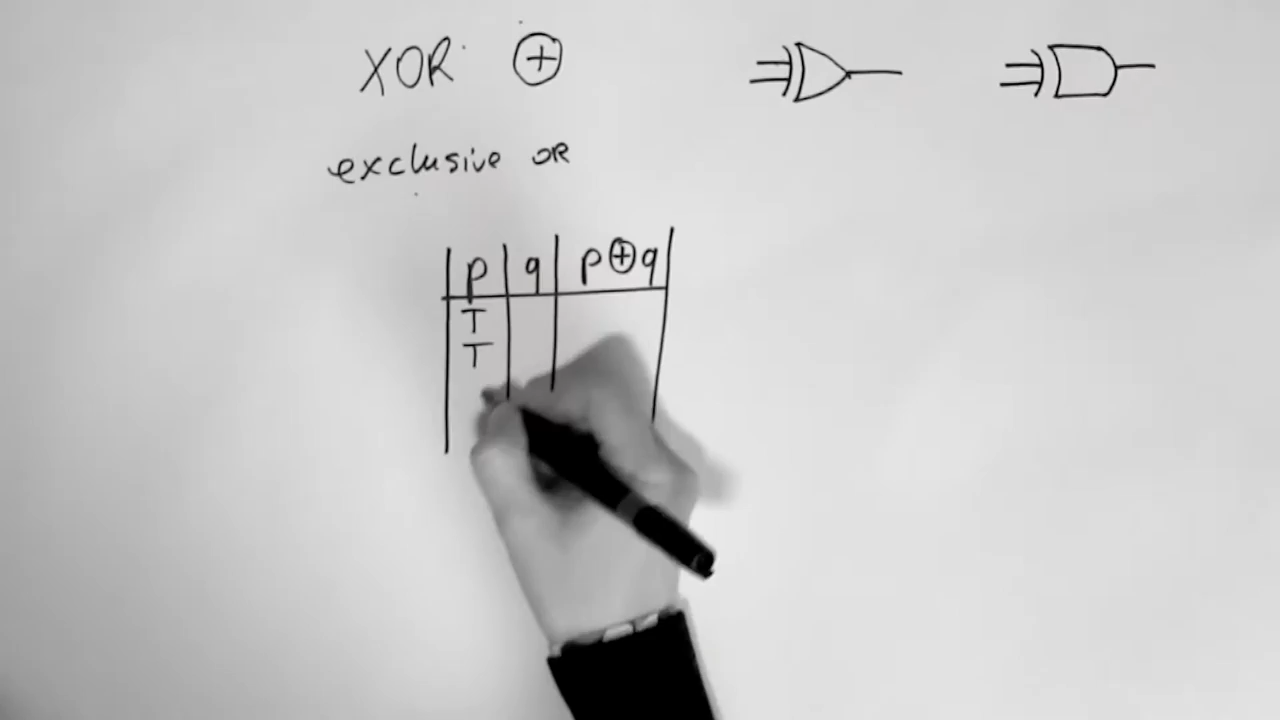 XOR ⊕
exclusive OR
p q p⊕q
T
T